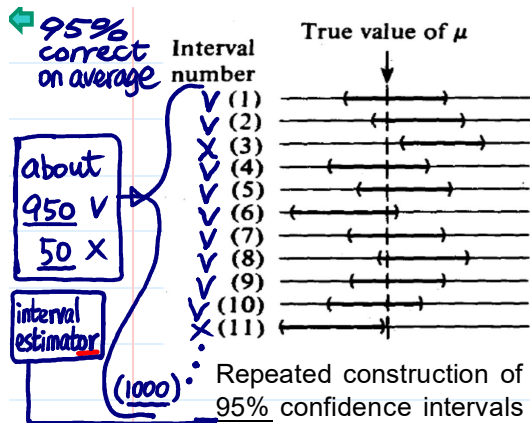 95%
correct
on average
Interval
number
True value of μ
V (1)
V (2)
X (3)
V (4)
V (5)
V (6)
V (7)
V (8)
V (9)
V (10)
X (11)
about
950 V
50 X
interval
estimator
(1000)
Repeated construction of
95% confidence intervals